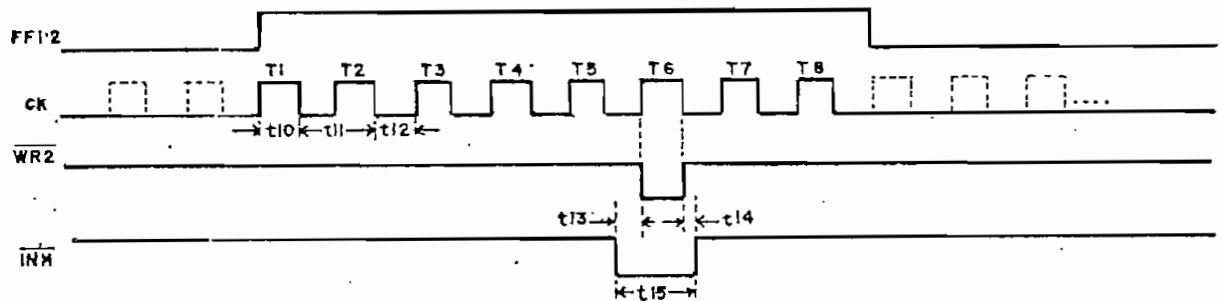 FF1·2
T1 T2 T3 T4 T5 T6 T7 T8
CK
t10 t11 t12
WR2
t13 t14
INH
t15